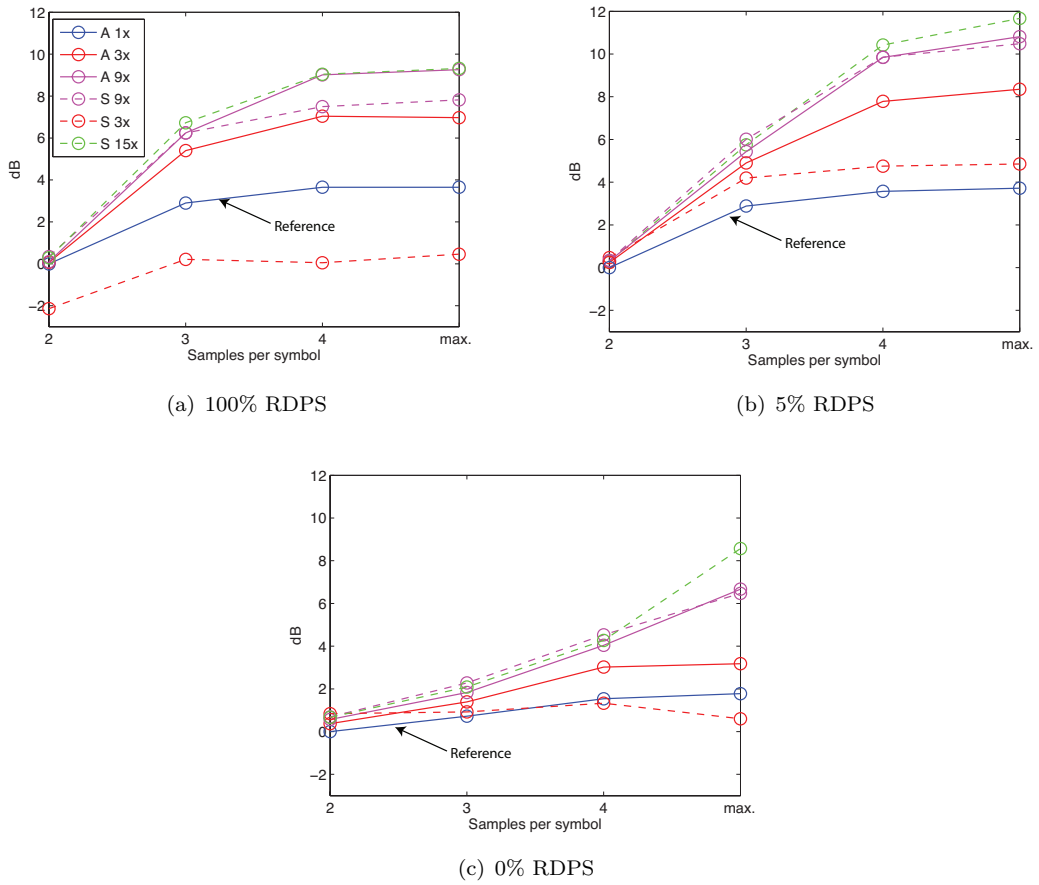 12
10
8
6
4
2
0
−2
dB
A 1x
A 3x
A 9x
S 9x
S 3x
S 15x
Reference
2
3
4
max.
Samples per symbol
(a) 100% RDPS
12
10
8
6
4
2
0
−2
dB
Reference
2
3
4
max.
Samples per symbol
(b) 5% RDPS
12
10
8
6
4
2
0
−2
dB
Reference
2
3
4
max.
Samples per symbol
(c) 0% RDPS